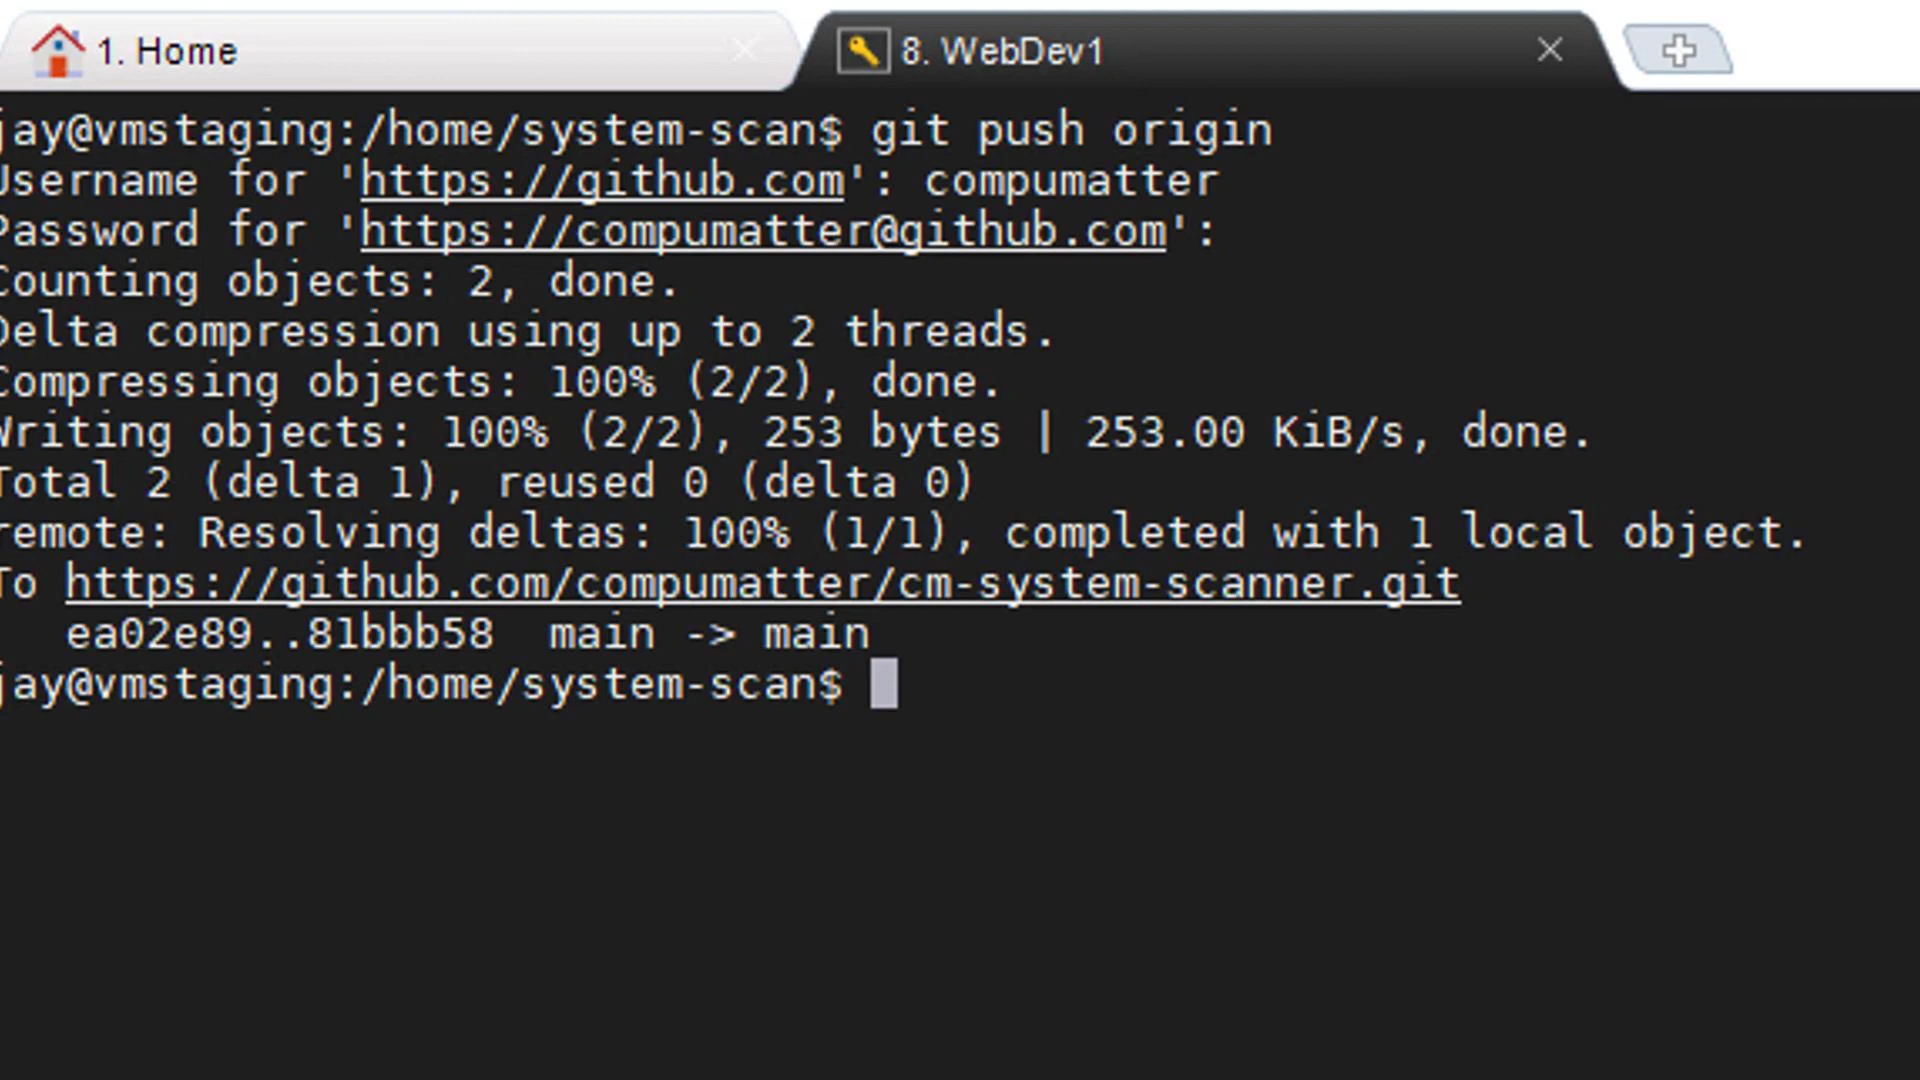 1. Home
8. WebDev1
jay@vmstaging:/home/system-scan$ git push origin
Username for 'https://github.com': compumatter
Password for 'https://compumatter@github.com':
Counting objects: 2, done.
Delta compression using up to 2 threads.
Compressing objects: 100% (2/2), done.
Writing objects: 100% (2/2), 253 bytes | 253.00 KiB/s, done.
Total 2 (delta 1), reused 0 (delta 0)
remote: Resolving deltas: 100% (1/1), completed with 1 local object.
To https://github.com/compumatter/cm-system-scanner.git
   ea02e89..81bbb58  main -> main
jay@vmstaging:/home/system-scan$